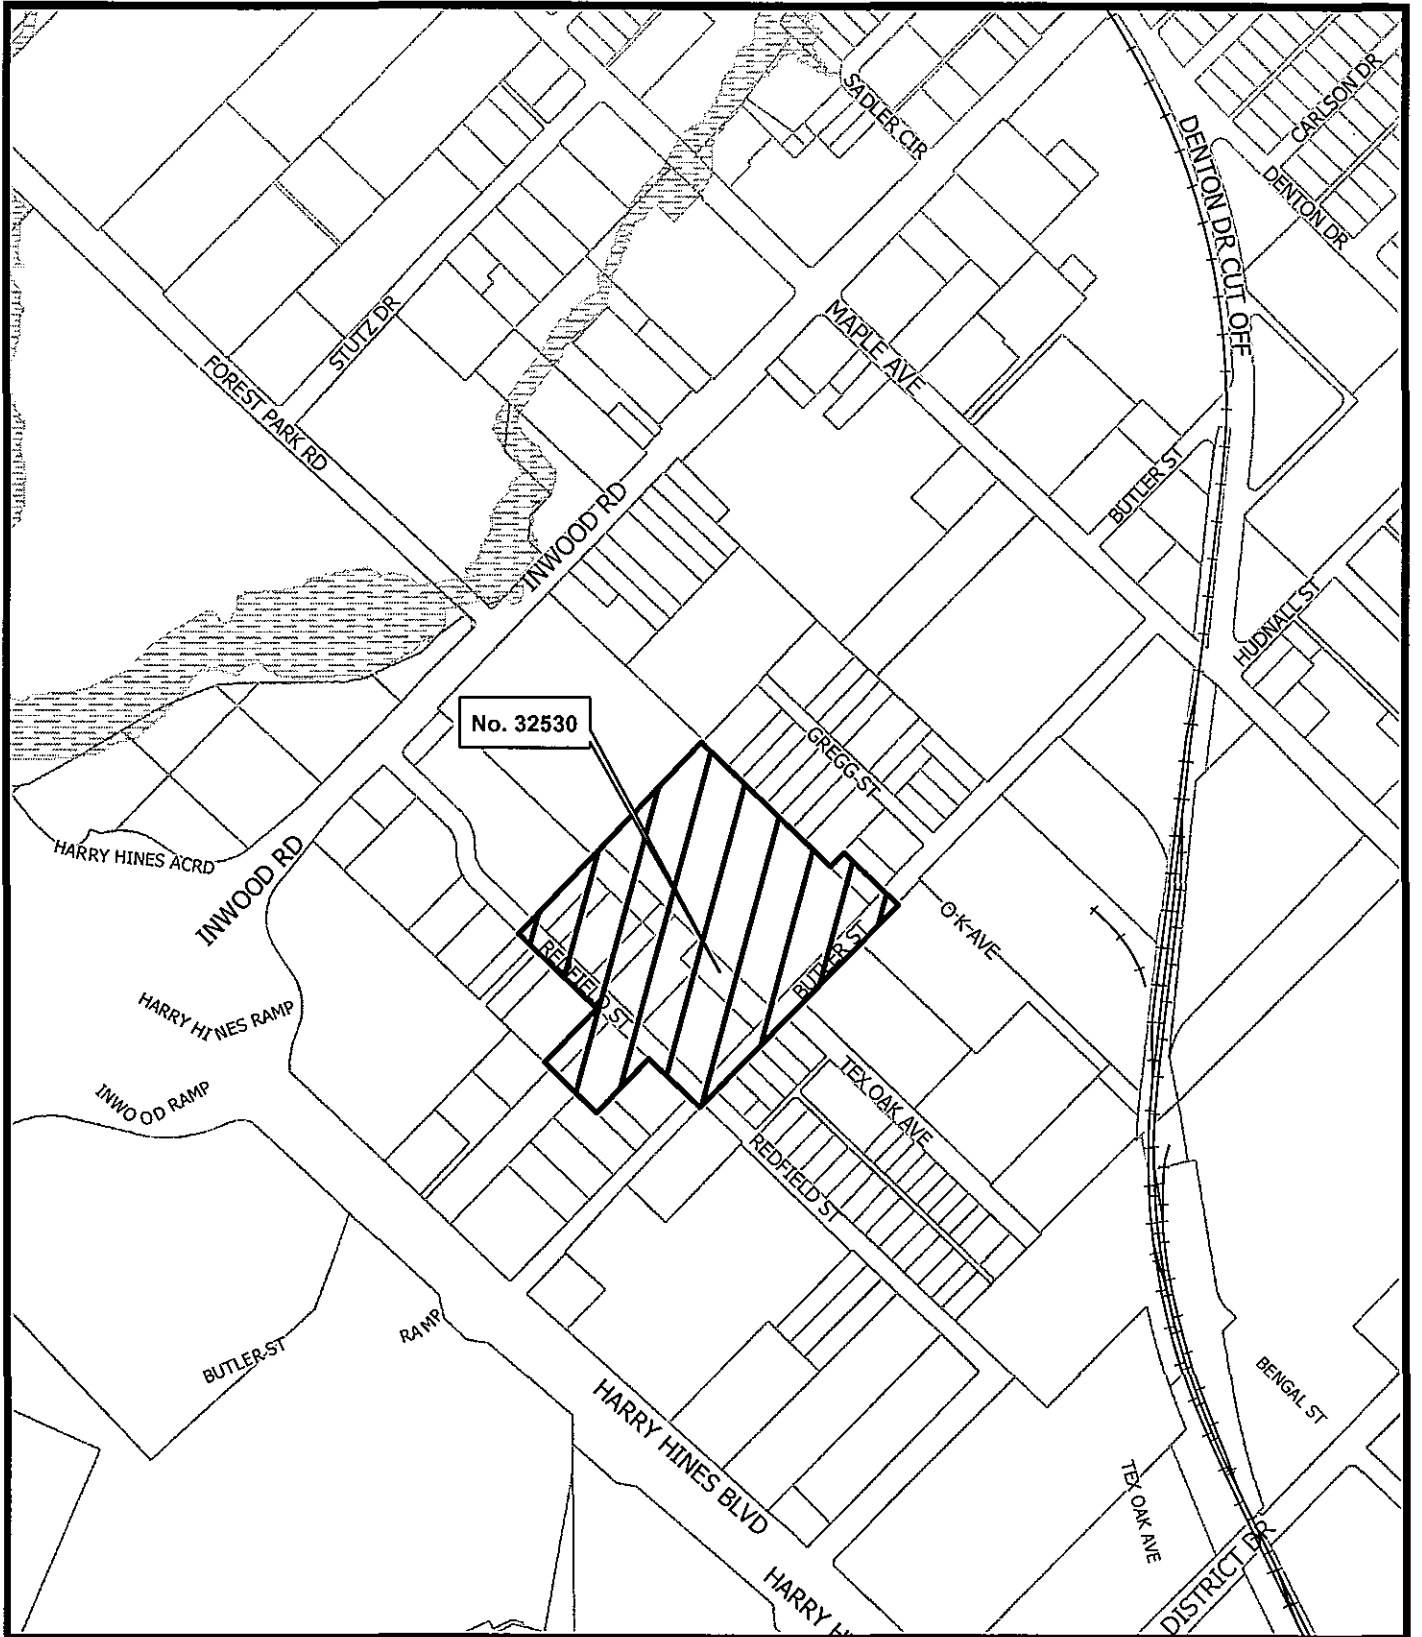 SADLER CIR
CARLSON DR
DENTON DR CUT OFF
DENTON DR
STUTZ DR
MAPLE AVE
FOREST PARK RD
BUTLER ST
INWOOD RD
HUDNALL ST
No. 32530
GREGG ST
HARRY HINES ACRD
INWOOD RD
O K AVE
BUTLER ST
REDFIELD ST
HARRY HINES RAMP
INWOOD RAMP
TEX OAK AVE
REDFIELD ST
RAMP
BUTLER ST
BENGAL ST
HARRY HINES BLVD
TEX OAK AVE
DISTRICT DR
HARRY H